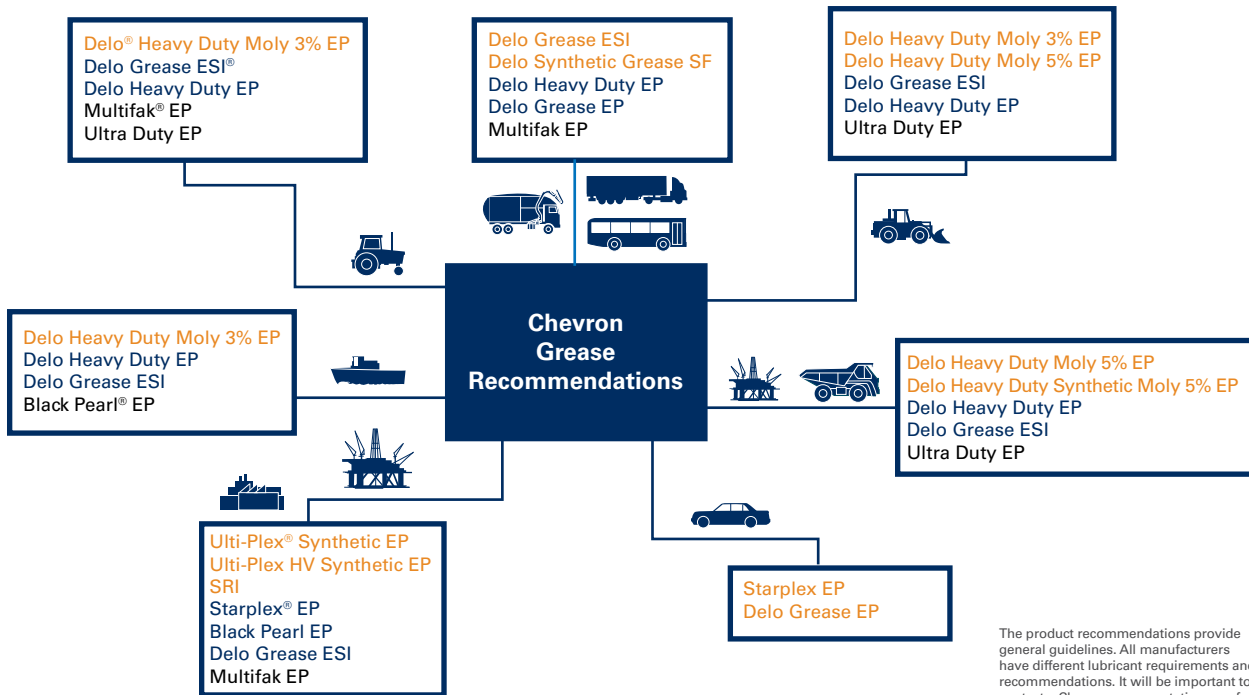 Delo® Heavy Duty Moly 3% EP
Delo Grease ESI®
Delo Heavy Duty EP
Multifak® EP
Ultra Duty EP
Delo Grease ESI
Delo Synthetic Grease SF
Delo Heavy Duty EP
Delo Grease EP
Multifak EP
Delo Heavy Duty Moly 3% EP
Delo Heavy Duty Moly 5% EP
Delo Grease ESI
Delo Heavy Duty EP
Ultra Duty EP
Chevron
Grease
Recommendations
Delo Heavy Duty Moly 3% EP
Delo Heavy Duty EP
Delo Grease ESI
Black Pearl® EP
Delo Heavy Duty Moly 5% EP
Delo Heavy Duty Synthetic Moly 5% EP
Delo Heavy Duty EP
Delo Grease ESI
Ultra Duty EP
Ulti-Plex® Synthetic EP
Ulti-Plex HV Synthetic EP
SRI
Starplex® EP
Black Pearl EP
Delo Grease ESI
Multifak EP
Starplex EP
Delo Grease EP
The product recommendations provide
general guidelines. All manufacturers
have different lubricant requirements and
recommendations. It will be important to